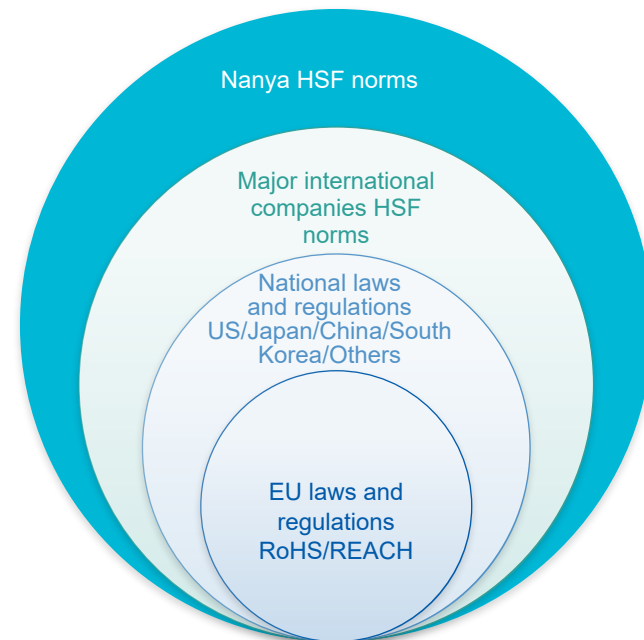 Nanya HSF norms
Major international
companies HSF
norms
National laws
and regulations
US/Japan/China/South
Korea/Others
EU laws and
regulations
RoHS/REACH